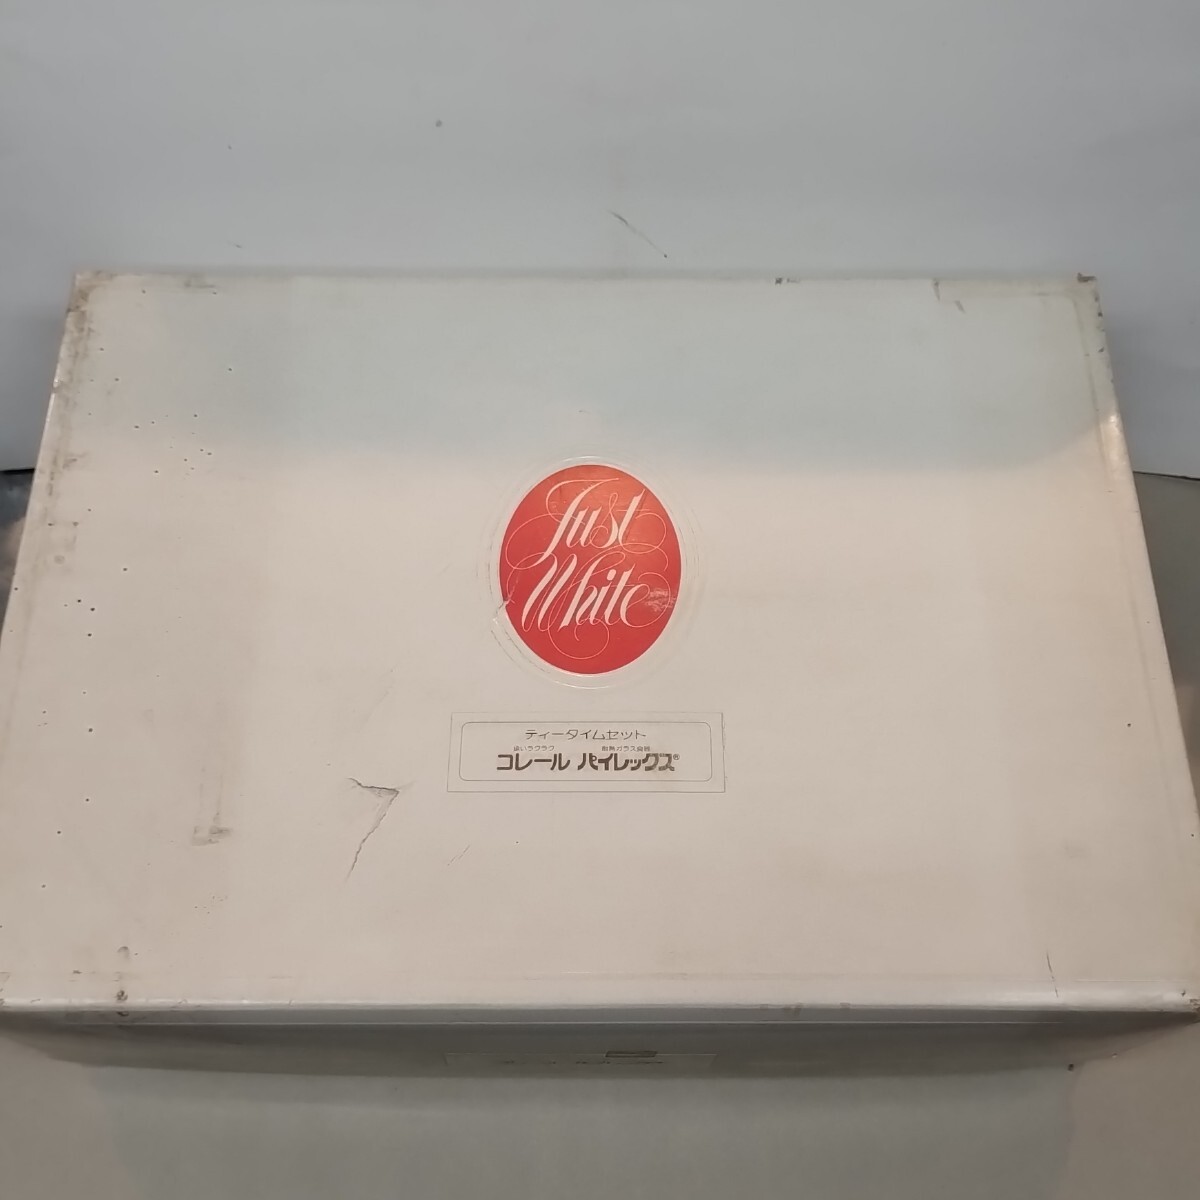 Just
White
ティータイムセット
扱いラクラク 耐熱ガラス食器
コレール パイレックス®